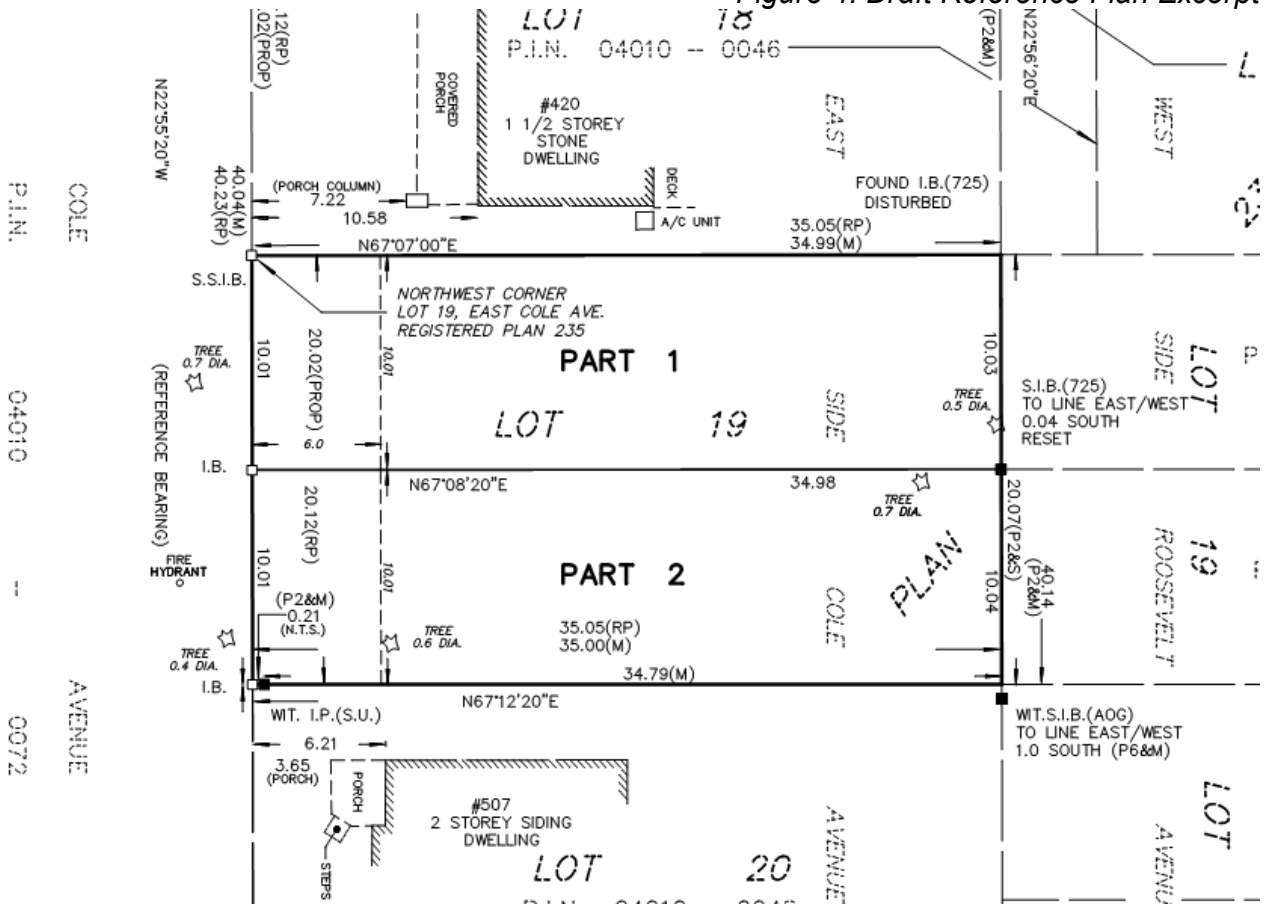 Figure 4: Draft Reference Plan Excerpt
LOT 18
P.I.N. 04010 -- 0046
.12(RP)
.02(PROP)
N22°55'20"W
COVERED
PORCH
#420
1 1/2 STOREY
STONE
DWELLING
EAST
(P2&M)
N22°56'20"E
WEST
L
40.04(M)
40.23(RP)
(PORCH COLUMN)
7.22
10.58
DECK
A/C UNIT
FOUND I.B.(725)
DISTURBED
35.05(RP)
34.99(M)
N67°07'00"E
COLE
P.I.N.
S.S.I.B.
NORTHWEST CORNER
LOT 19, EAST COLE AVE.
REGISTERED PLAN 235
TREE
0.7 DIA.
10.01
20.02(PROP)
10.01
PART 1
10.03
SIDE
LOT
(REFERENCE BEARING)
04010
6.0
LOT 19
SIDE
TREE
0.5 DIA.
S.I.B.(725)
TO LINE EAST/WEST
0.04 SOUTH
RESET
I.B.
N67°08'20"E
34.98
TREE
0.7 DIA.
20.12(RP)
20.07(P2&S)
FIRE
HYDRANT
10.01
10.01
PART 2
PLAN
10.04
40.14
(P2&M)
ROOSEVELT
19
--
(P2&M)
0.21
(N.T.S.)
TREE
0.6 DIA.
35.05(RP)
35.00(M)
COLE
TREE
0.4 DIA.
34.79(M)
I.B.
N67°12'20"E
AVENUE
0072
WIT. I.P.(S.U.)
6.21
WIT.S.I.B.(AOG)
TO LINE EAST/WEST
1.0 SOUTH (P6&M)
3.65
(PORCH)
PORCH
#507
2 STOREY SIDING
DWELLING
STEPS
LOT 20
AVENUE
LOT
AVENU